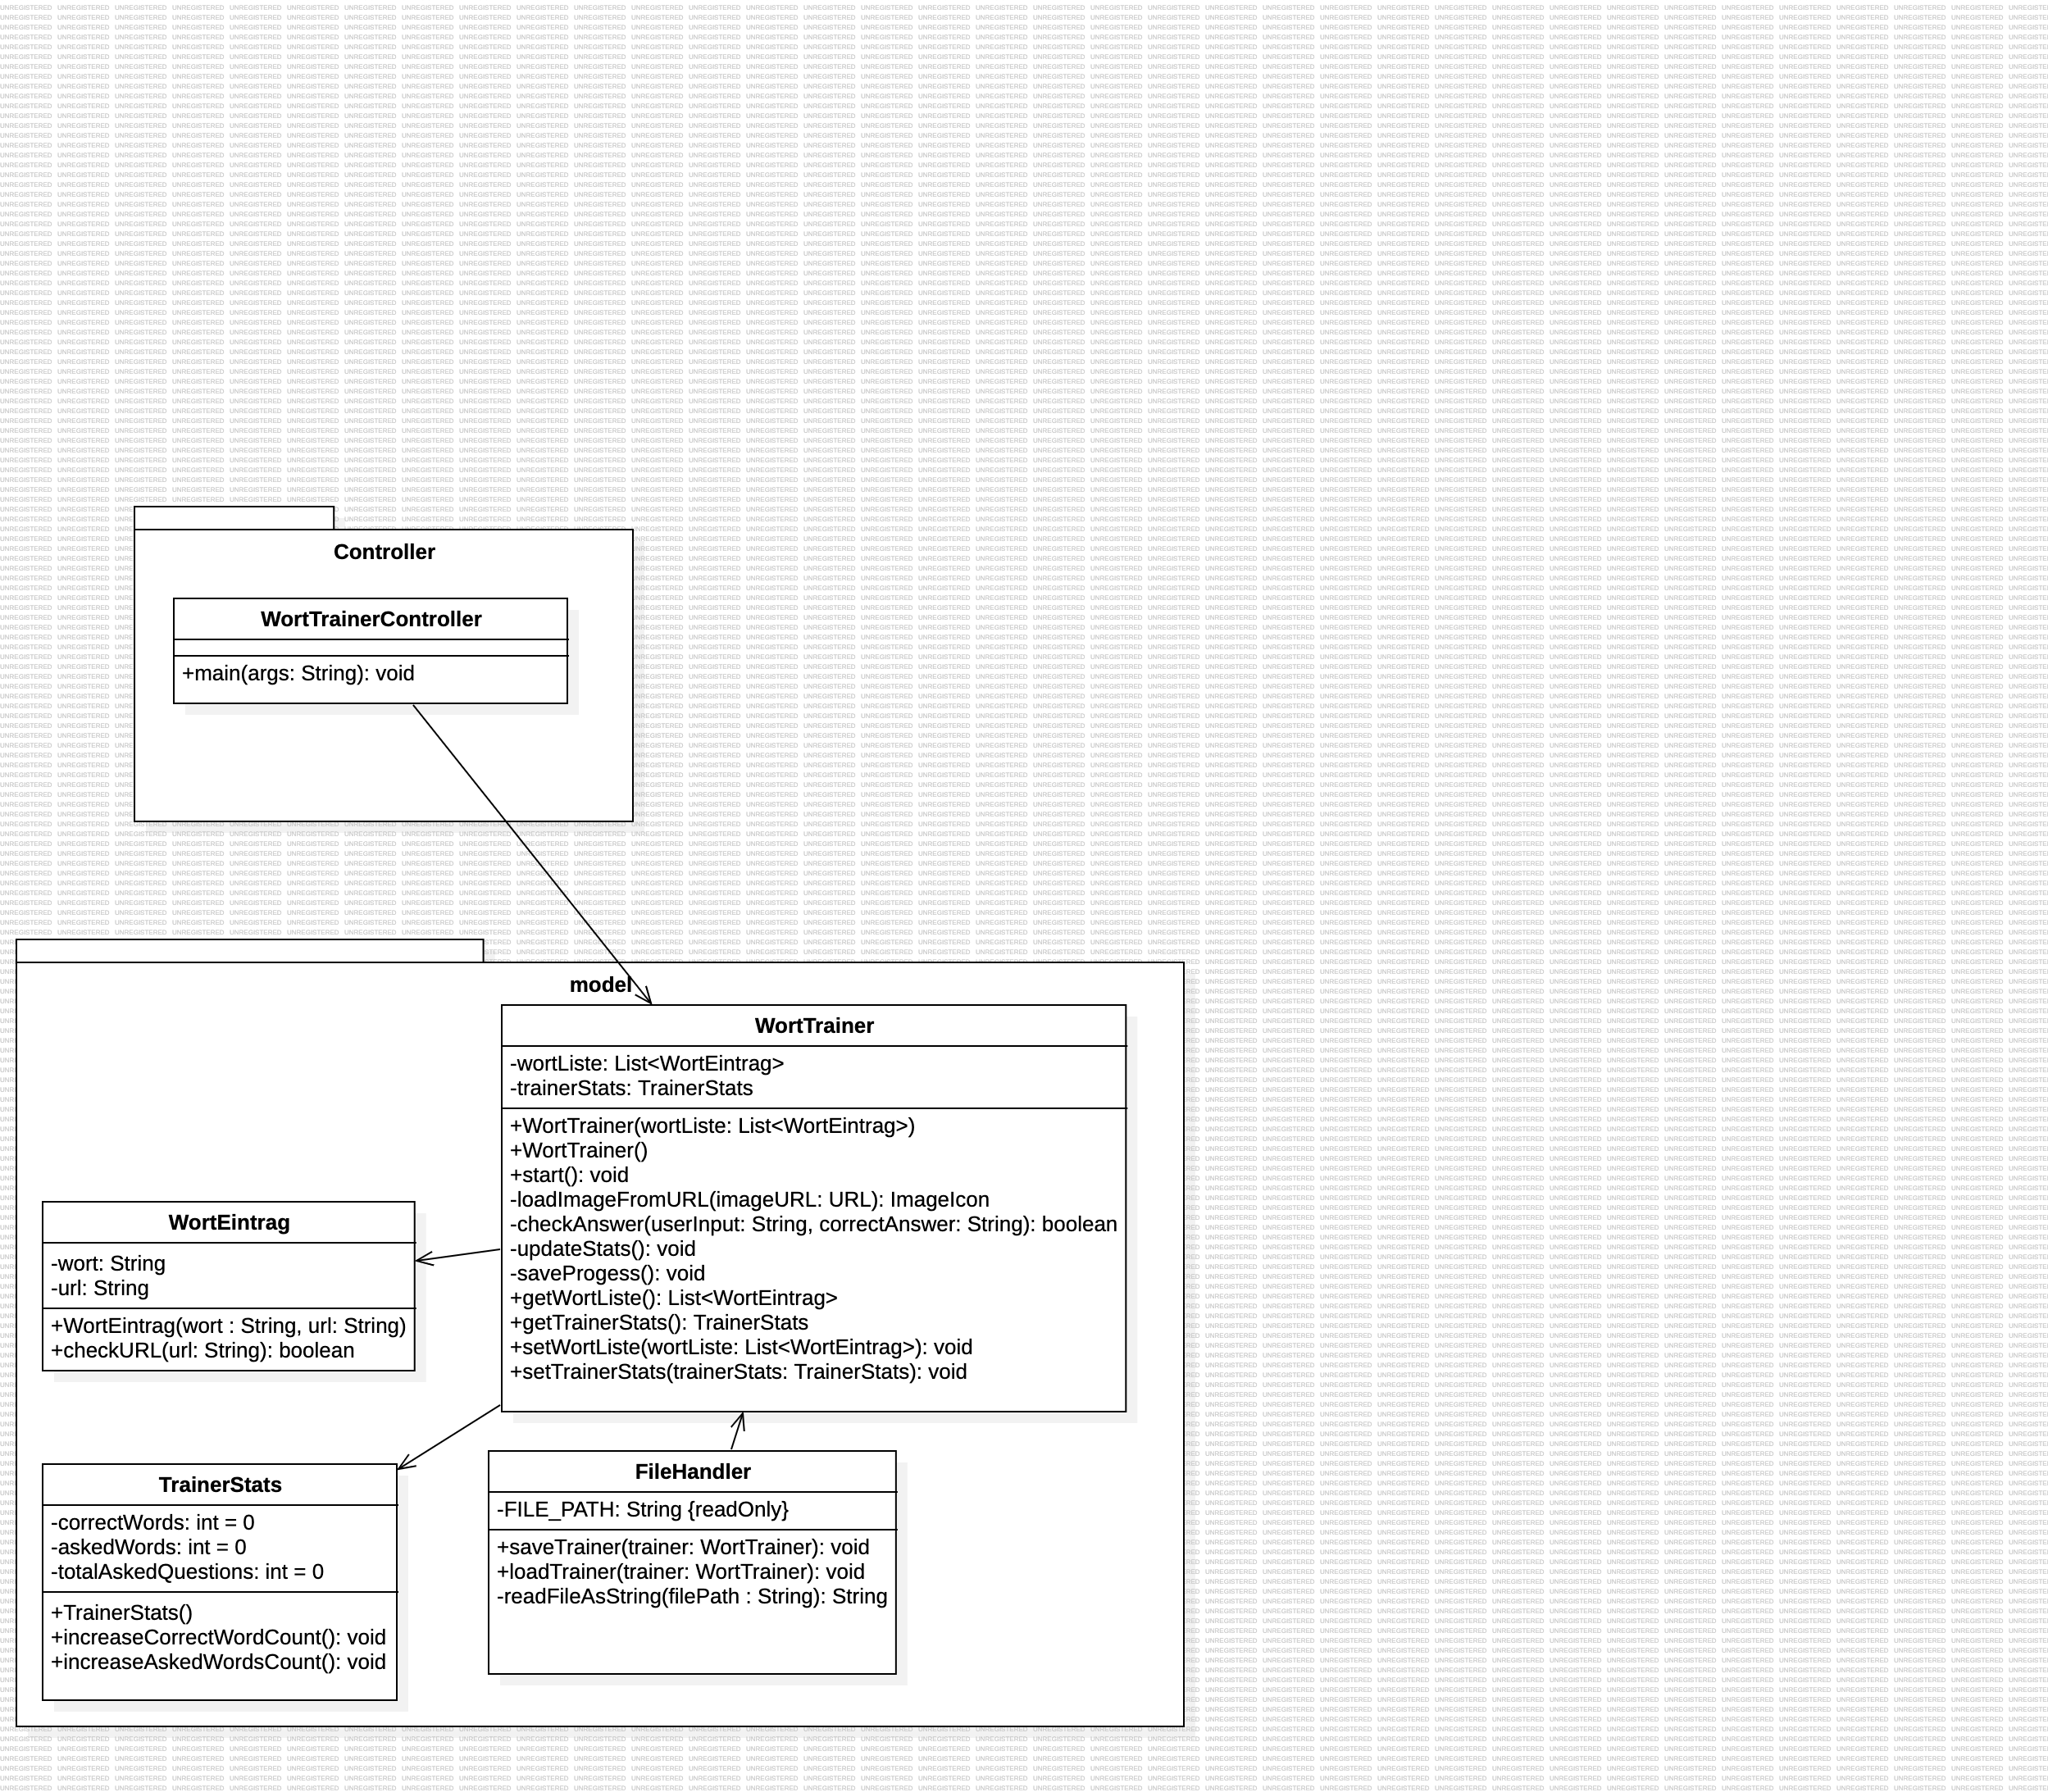 Controller
WortTrainerController
+main(args: String): void
model
WortTrainer
-wortListe: List<WortEintrag>
-trainerStats: TrainerStats
+WortTrainer(wortListe: List<WortEintrag>)
+WortTrainer()
+start(): void
-loadImageFromURL(imageURL: URL): ImageIcon
-checkAnswer(userInput: String, correctAnswer: String): boolean
-updateStats(): void
-saveProgess(): void
+getWortListe(): List<WortEintrag>
+getTrainerStats(): TrainerStats
+setWortListe(wortListe: List<WortEintrag>): void
+setTrainerStats(trainerStats: TrainerStats): void
WortEintrag
-wort: String
-url: String
+WortEintrag(wort : String, url: String)
+checkURL(url: String): boolean
TrainerStats
-correctWords: int = 0
-askedWords: int = 0
-totalAskedQuestions: int = 0
+TrainerStats()
+increaseCorrectWordCount(): void
+increaseAskedWordsCount(): void
FileHandler
-FILE_PATH: String {readOnly}
+saveTrainer(trainer: WortTrainer): void
+loadTrainer(trainer: WortTrainer): void
-readFileAsString(filePath : String): String
UNREGISTERED